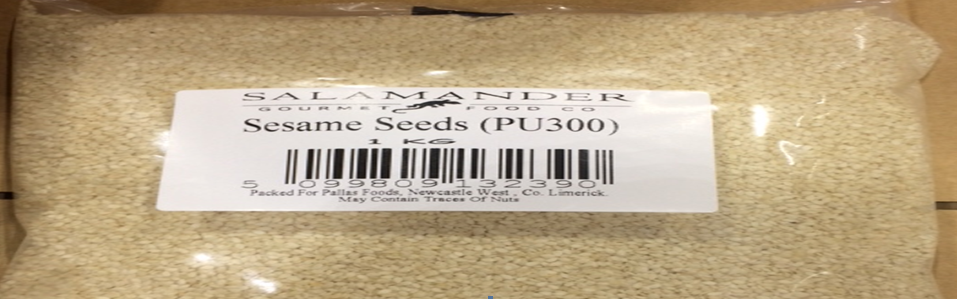 SALAMANDER
GOURMET FOOD CO
Sesame Seeds (PU300)
1 KG
5 099809 132390
Packed For Pallas Foods, Newcastle West , Co. Limerick.
May Contain Traces Of Nuts